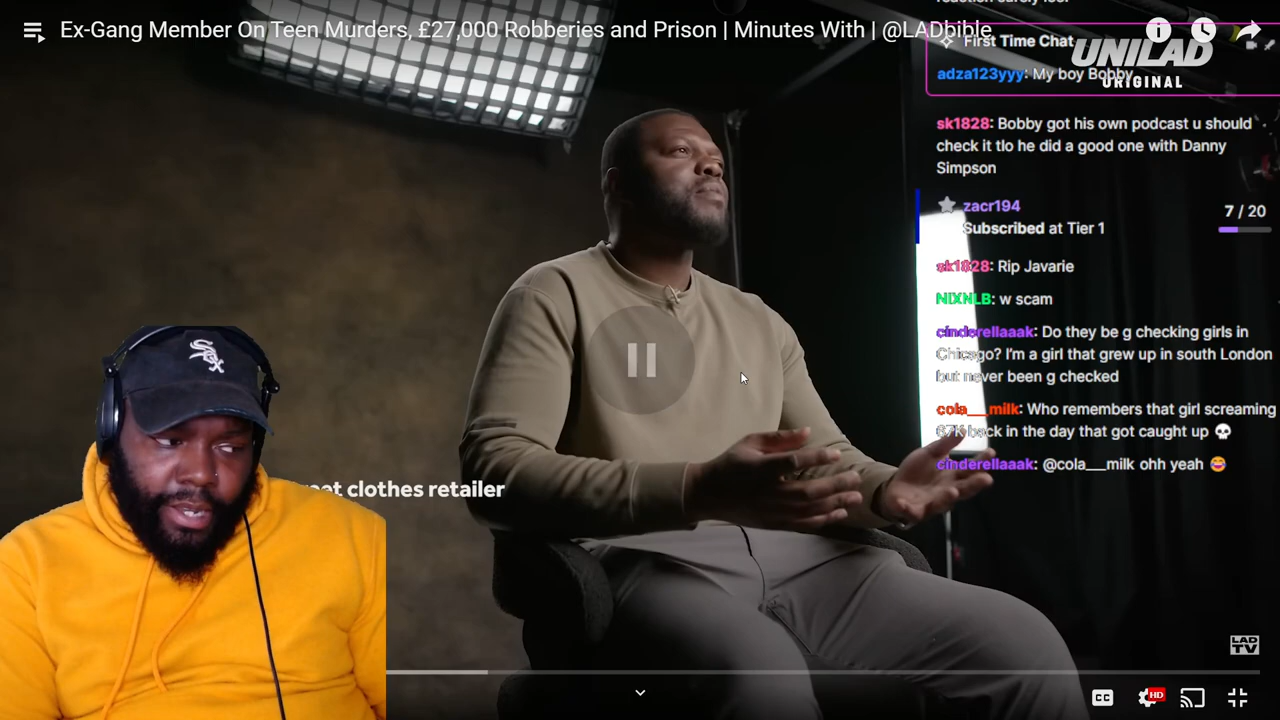 Ex-Gang Member On Teen Murders, £27,000 Robberies and Prison | Minutes With | @LADbible
First Time Chat
UNILAD
ORIGINAL
adza123yyy: My boy Bobby
sk1828: Bobby got his own podcast u should
check it tlo he did a good one with Danny
Simpson
zacr194
Subscribed at Tier 1
7 / 20
sk1828: Rip Javarie
NIXNLB: w scam
cinderellaaak: Do they be g checking girls in
Chicago? I'm a girl that grew up in south London
but never been g checked
cola__milk: Who remembers that girl screaming
67k back in the day that got caught up 💀
cinderellaaak: @cola__milk ohh yeah 😂
clothes retailer
Sox
LAD
TV
CC
HD